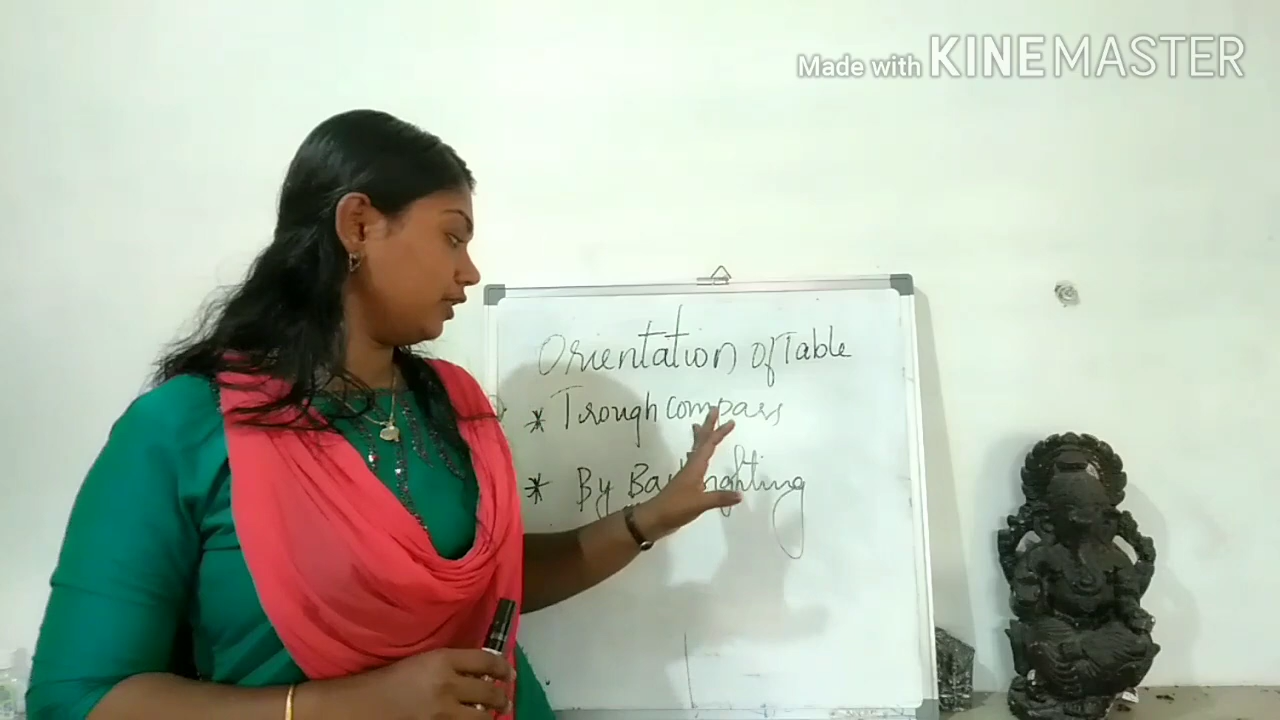 Made with KINEMASTER
Orientation of Table
* Trough compass
* By